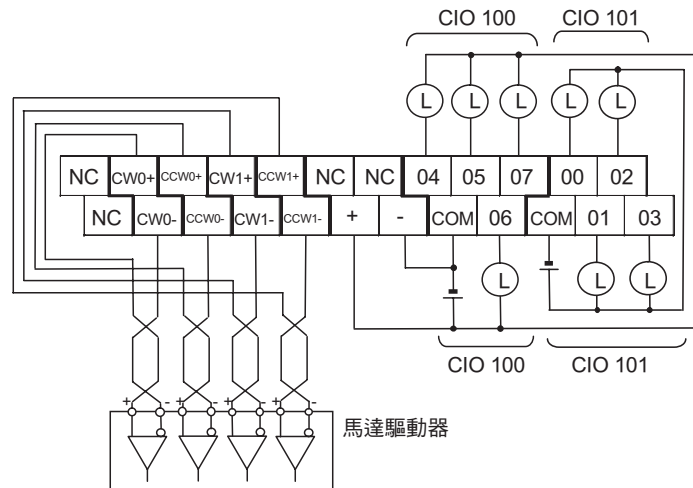 CIO 100 CIO 101
L L L L L
NC CW0+ CCW0+ CW1+ CCW1+ NC NC 04 05 07 00 02
NC CW0- CCW0- CW1- CCW1- + - COM 06 COM 01 03
L L L
CIO 100 CIO 101
+ - + - + - + -
馬達驅動器